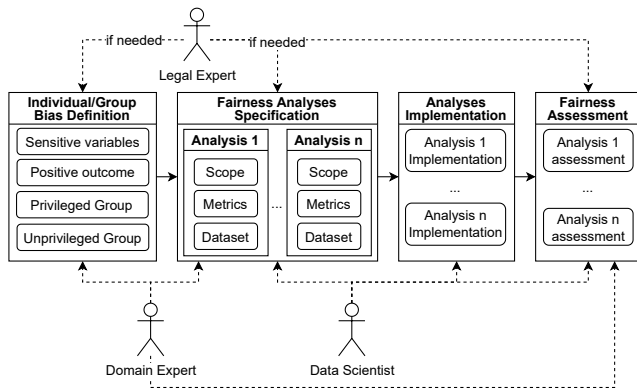 if needed
if needed
Legal Expert
Individual/Group
Bias Definition
Sensitive variables
Positive outcome
Privileged Group
Unprivileged Group
Fairness Analyses
Specification
Analysis 1
Scope
Metrics
Dataset
...
Analysis n
Scope
Metrics
Dataset
Analyses
Implementation
Analysis 1
Implementation
...
Analysis n
Implementation
Fairness
Assessment
Analysis 1
assessment
...
Analysis n
assessment
Domain Expert
Data Scientist